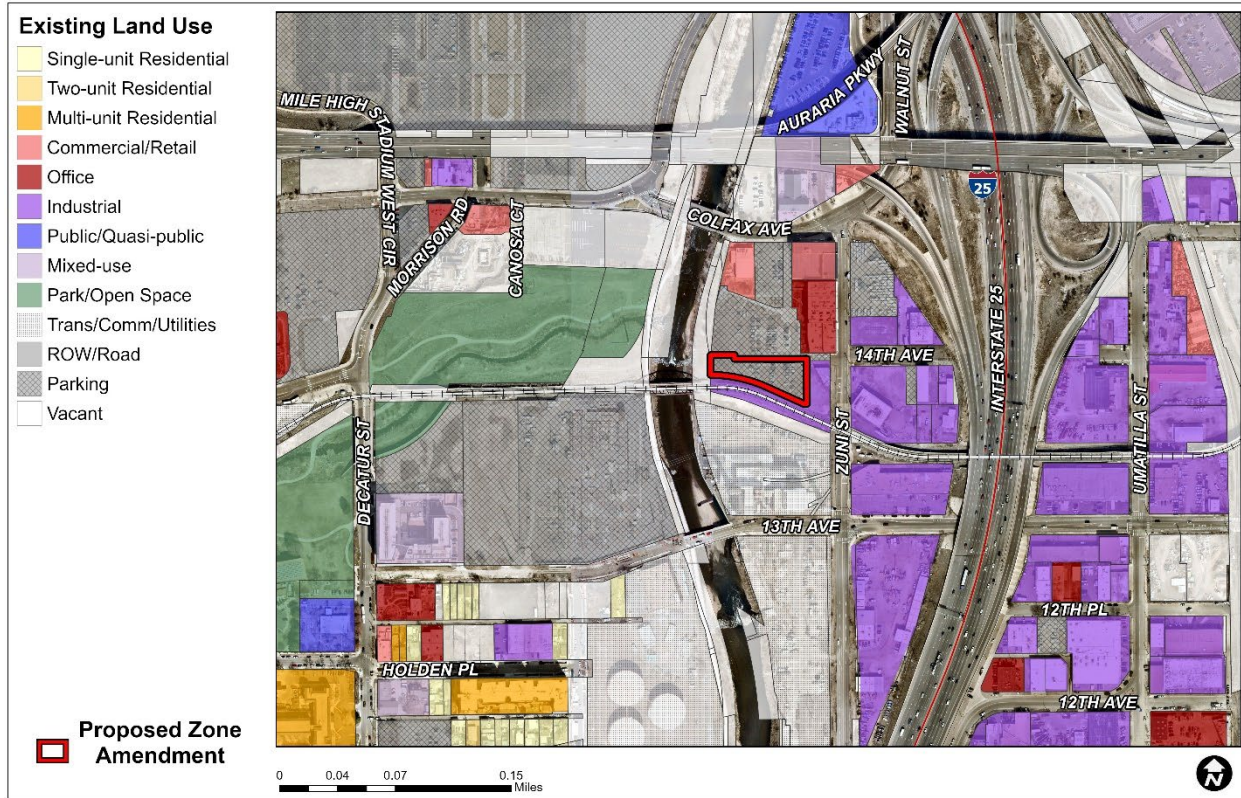 Existing Land Use
Single-unit Residential
Two-unit Residential
Multi-unit Residential
Commercial/Retail
Office
Industrial
Public/Quasi-public
Mixed-use
Park/Open Space
Trans/Comm/Utilities
ROW/Road
Parking
Vacant
Proposed Zone
Amendment
0 0.04 0.07 0.15
Miles
MILE HIGH STADIUM WEST CIR
MORRISON RD
CANOSA CT
AURARIA PKWY
WALNUT ST
COLFAX AVE
25
INTERSTATE 25
14TH AVE
ZUNI ST
UMATILLA ST
DECATUR ST
13TH AVE
12TH PL
HOLDEN PL
12TH AVE
N